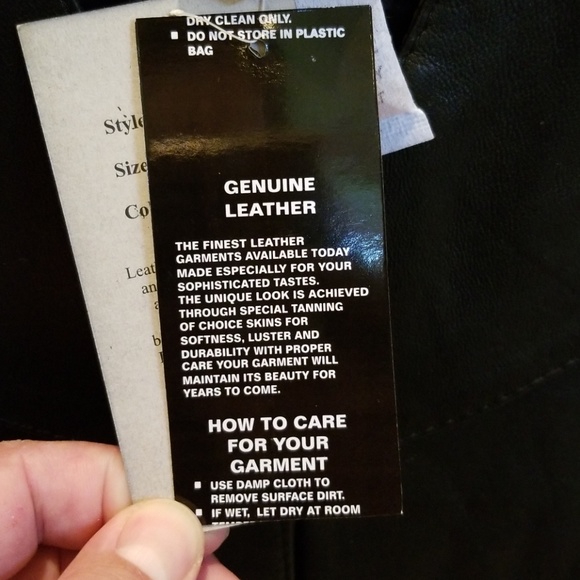 DRY CLEAN ONLY.
DO NOT STORE IN PLASTIC
BAG
GENUINE
LEATHER
THE FINEST LEATHER
GARMENTS AVAILABLE TODAY
MADE ESPECIALLY FOR YOUR
SOPHISTICATED TASTES.
THE UNIQUE LOOK IS ACHIEVED
THROUGH SPECIAL TANNING
OF CHOICE SKINS FOR
SOFTNESS, LUSTER AND
DURABILITY WITH PROPER
CARE YOUR GARMENT WILL
MAINTAIN ITS BEAUTY FOR
YEARS TO COME.
HOW TO CARE
FOR YOUR
GARMENT
USE DAMP CLOTH TO
REMOVE SURFACE DIRT.
IF WET, LET DRY AT ROOM
Style
Size
Co
Leat
an